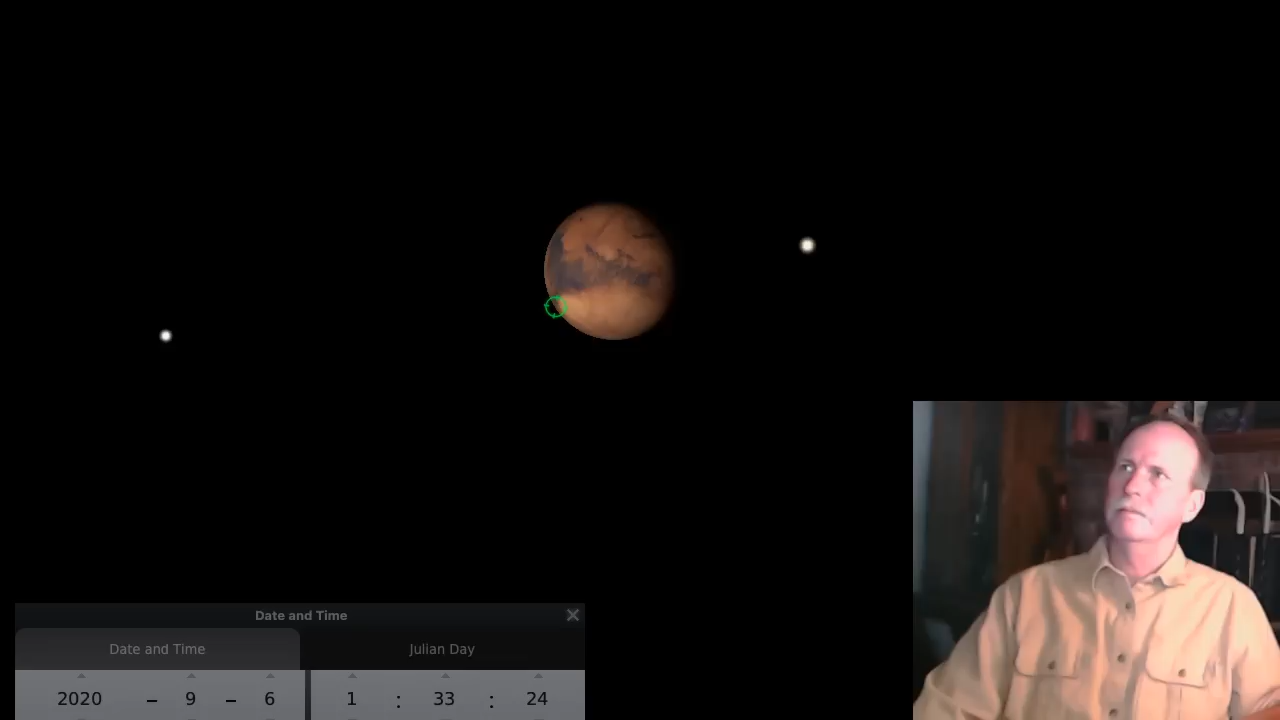 Date and Time
Date and Time Julian Day
2020 – 9 – 6 1 : 33 : 24